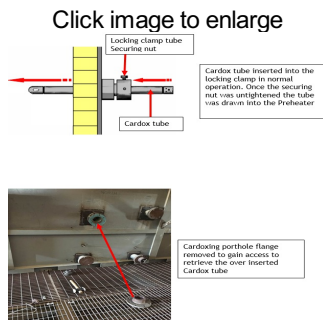 Click image to enlarge
Locking clamp tube
Securing nut
Cardox tube inserted into the
locking clamp in normal
operation. Once the securing
nut was untightened the tube
was drawn into the Preheater
Cardox tube
Cardoxing porthole flange
removed to gain access to
retrieve the over inserted
Cardox tube